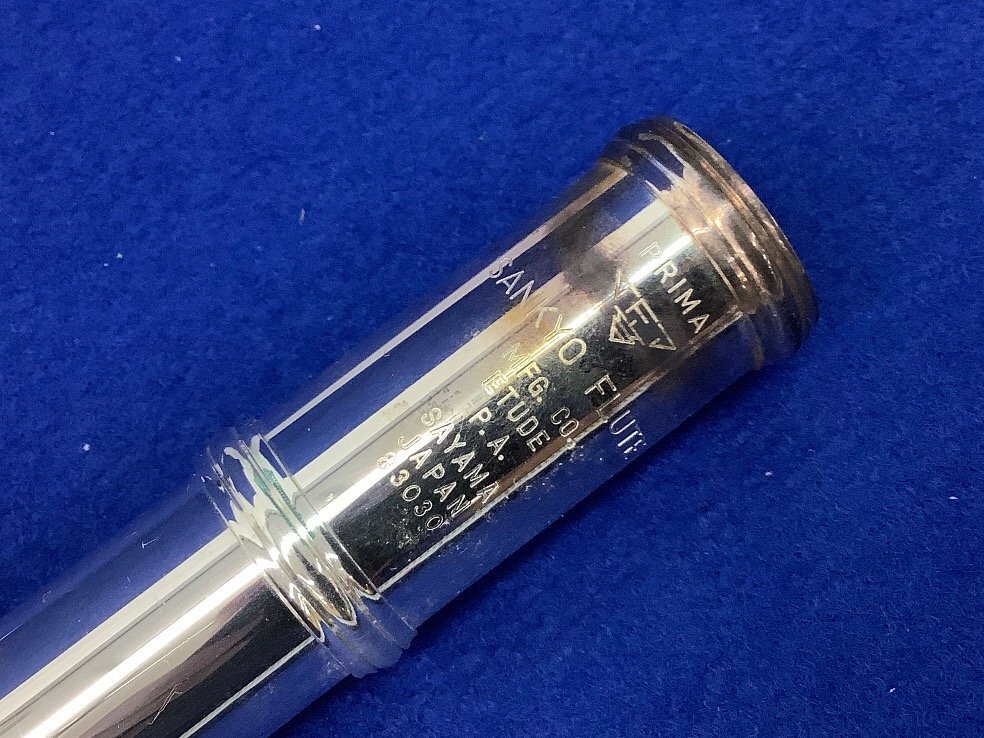 PRIMA
SANKYO FLUTE
MFG. CO.
ETUDE
P.A.
SAYAMA
JAPAN
83030